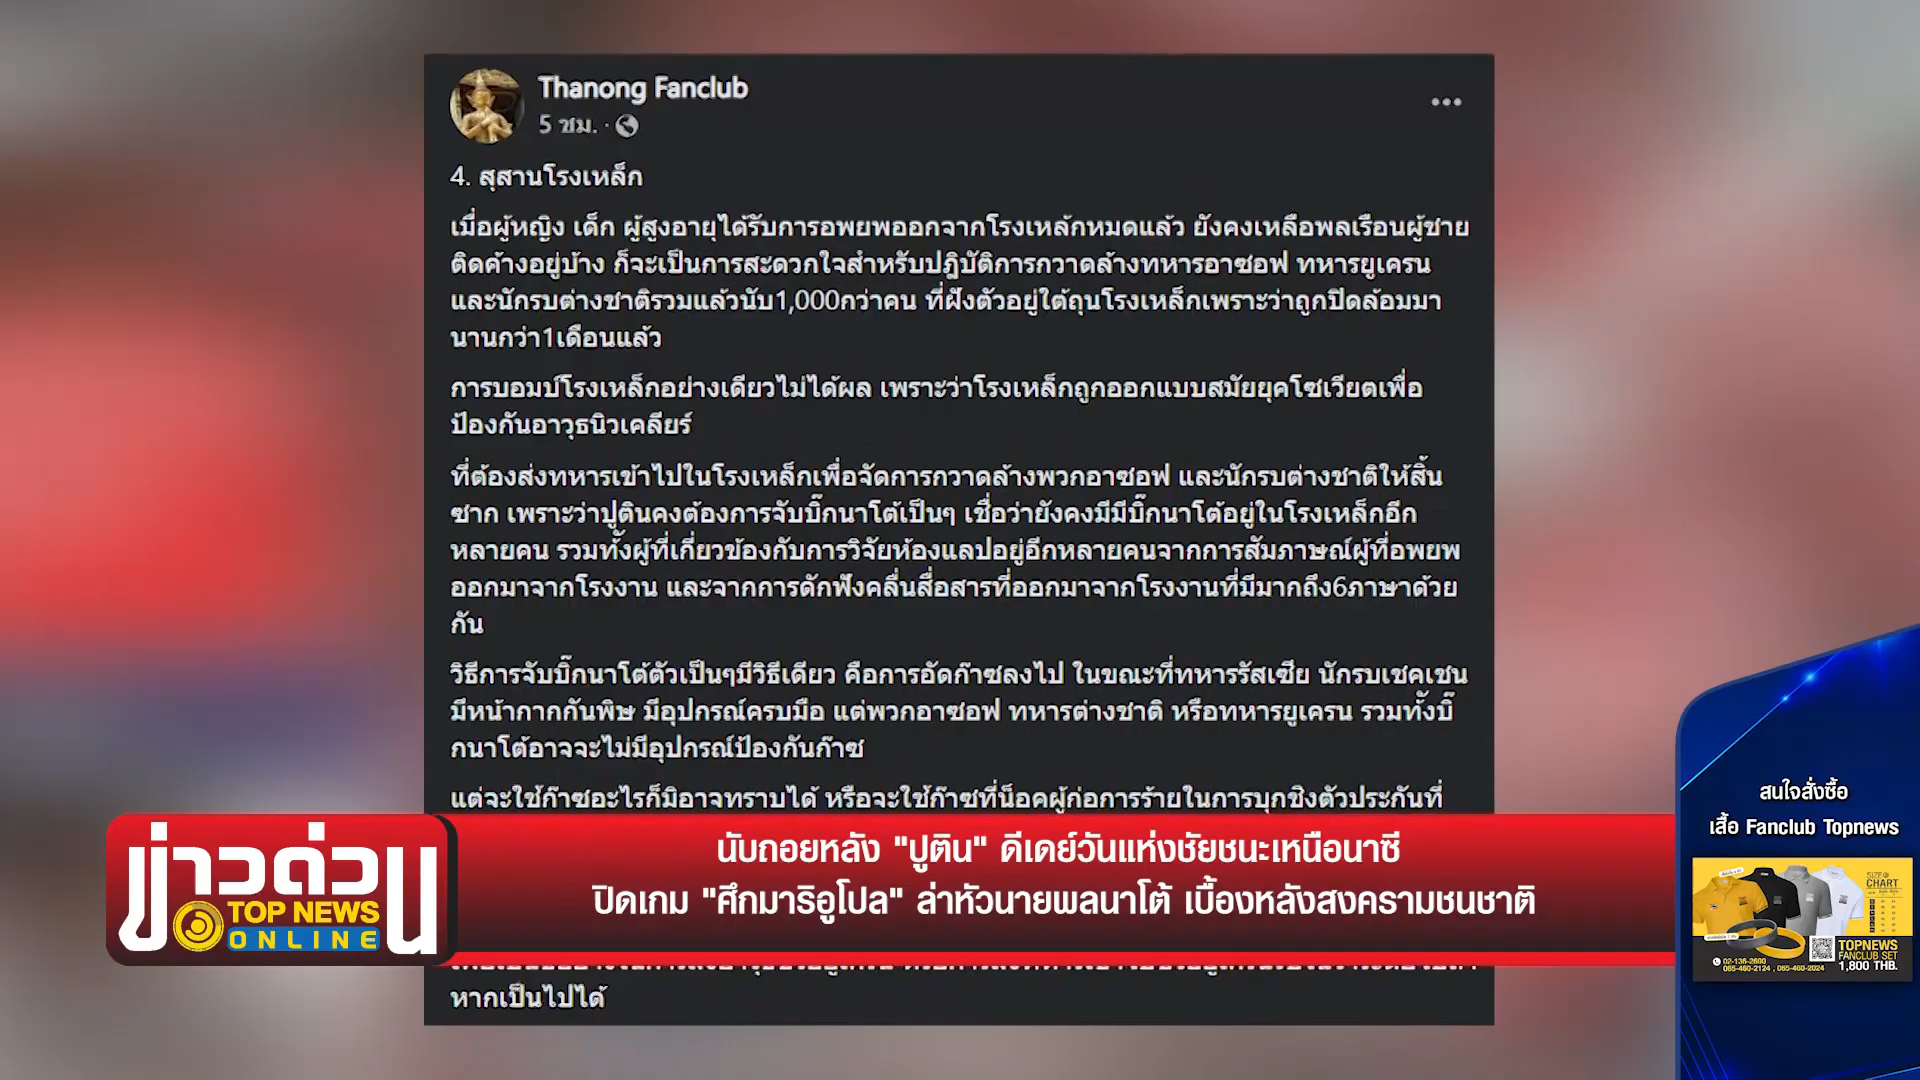 Thanong Fanclub
5 ชม. ·
4. สุสานโรงเหล็ก
เมื่อผู้หญิง เด็ก ผู้สูงอายุได้รับการอพยพออกจากโรงเหล้กหมดแล้ว ยังคงเหลือพลเรือนผู้ชาย
ติดค้างอยู่บ้าง ก็จะเป็นการสะดวกใจสำหรับปฎิบัติการกวาดล้างทหารอาซอฟ ทหารยูเครน
และนักรบต่างชาติรวมแล้วนับ1,000กว่าคน ที่ฝังตัวอยู่ใต้ถุนโรงเหล็กเพราะว่าถูกปิดล้อมมา
นานกว่า1เดือนแล้ว
การบอมบ์โรงเหล็กอย่างเดียวไม่ได้ผล เพราะว่าโรงเหล็กถูกออกแบบสมัยยุคโซเวียตเพื่อ
ป้องกันอาวุธนิวเคลียร์
ที่ต้องส่งทหารเข้าไปในโรงเหล็กเพื่อจัดการกวาดล้างพวกอาซอฟ และนักรบต่างชาติให้สิ้น
ซาก เพราะว่าปูตินคงต้องการจับบิ๊กนาโต้เป็นๆ เชื่อว่ายังคงมีมีบิ๊กนาโต้อยู่ในโรงเหล็กอีก
หลายคน รวมทั้งผู้ที่เกี่ยวข้องกับการวิจัยห้องแลปอยู่อีกหลายคนจากการสัมภาษณ์ผู้ที่อพยพ
ออกมาจากโรงงาน และจากการดักฟังคลื่นสื่อสารที่ออกมาจากโรงงานที่มีมากถึง6ภาษาด้วย
กัน
วิธีการจับบิ๊กนาโต้ตัวเป็นๆมีวิธีเดียว คือการอัดก๊าซลงไป ในขณะที่ทหารรัสเซีย นักรบเชคเชน
มีหน้ากากกันพิษ มีอุปกรณ์ครบมือ แต่พวกอาซอฟ ทหารต่างชาติ หรือทหารยูเครน รวมทั้งบิ๊
กนาโต้อาจจะไม่มีอุปกรณ์ป้องกันก๊าซ
แต่จะใช้ก๊าซอะไรก็มิอาจทราบได้ หรือจะใช้ก๊าซที่น็อคผู้ก่อการร้ายในการบุกชิงตัวประกันที่
หากเป็นไปได้
ข่าวด่วน
TOP NEWS
ONLINE
นับถอยหลัง "ปูติน" ดีเดย์วันแห่งชัยชนะเหนือนาซี
ปิดเกม "ศึกมาริอูโปล" ล่าหัวนายพลนาโต้ เบื้องหลังสงครามชนชาติ
สนใจสั่งซื้อ
เสื้อ Fanclub Topnews
SIZE
CHART
TOPNEWS
FANCLUB SET
1,800 THB.
02-136-2690
065-460-2124 , 065-460-2024